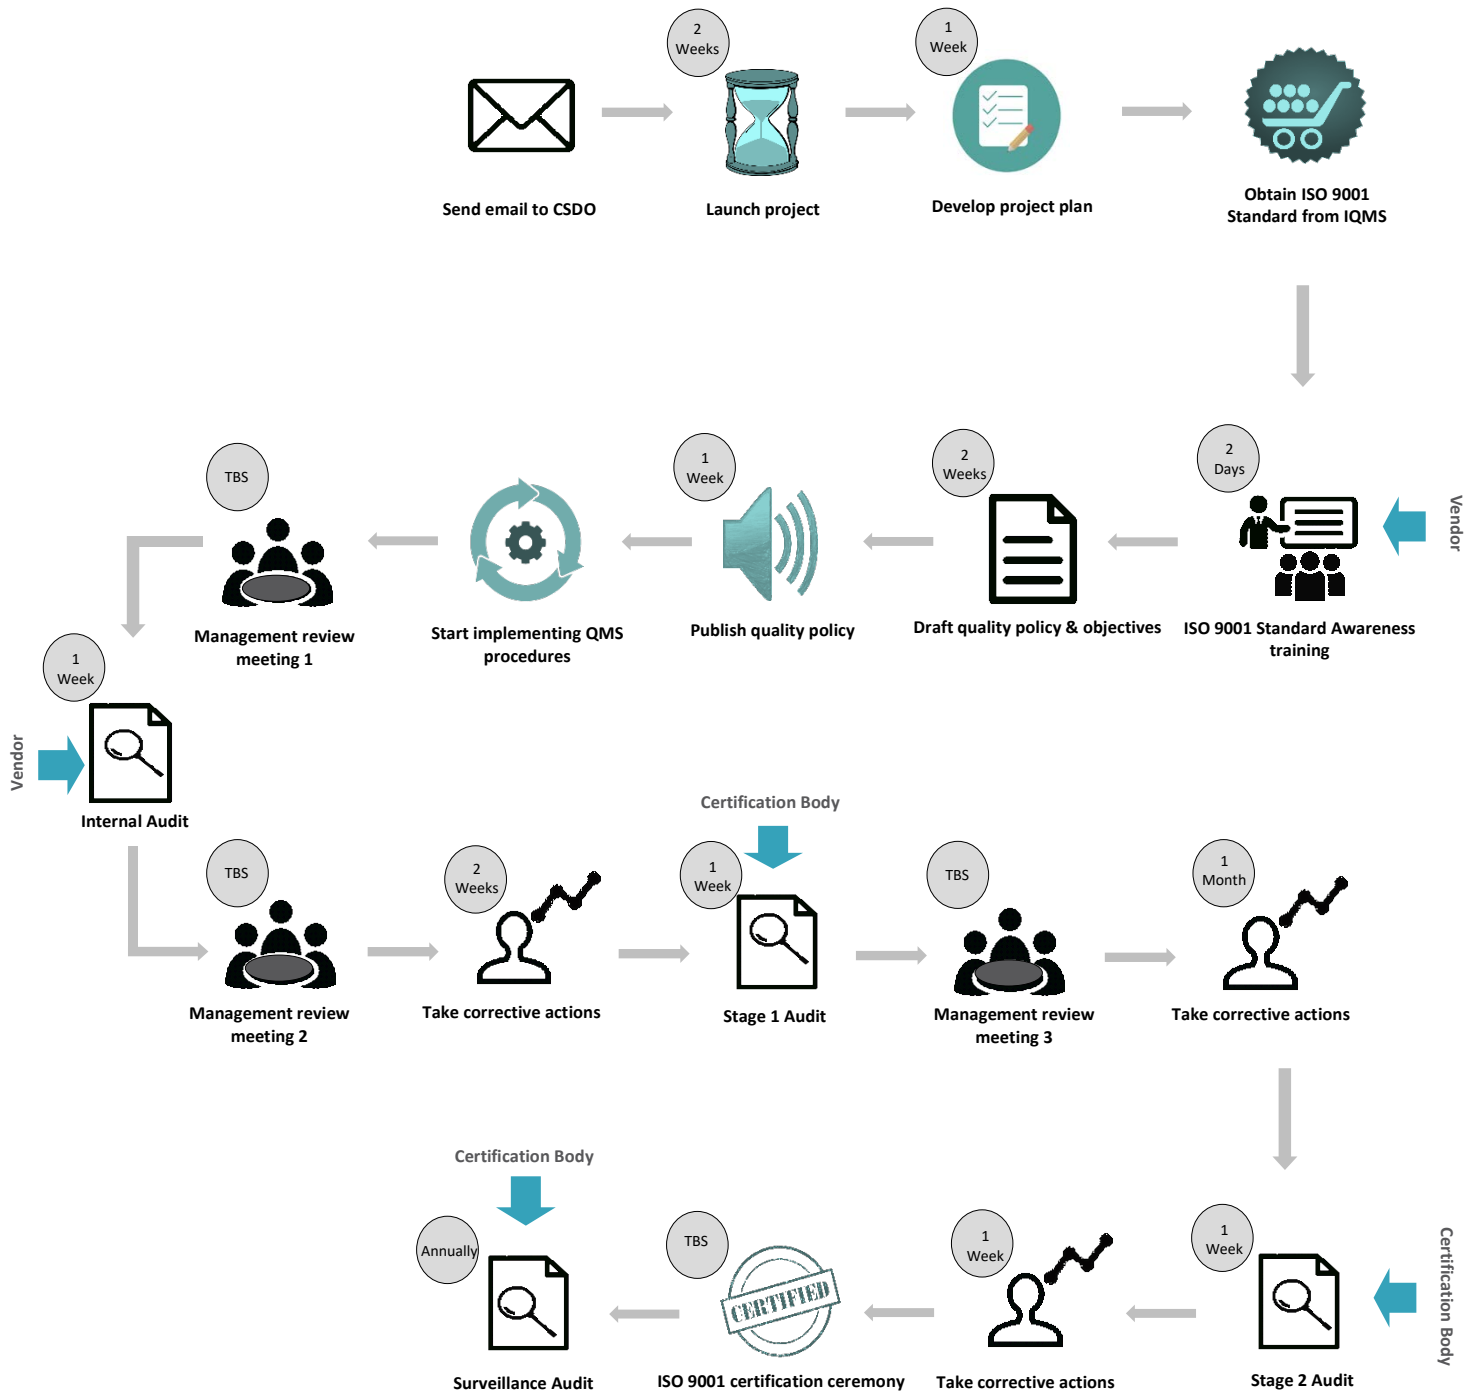 2
Weeks
1
Week
Send email to CSDO
Launch project
Develop project plan
Obtain ISO 9001
Standard from IQMS
TBS
1
Week
2
Weeks
2
Days
Vendor
Management review
meeting 1
Start implementing QMS
procedures
Publish quality policy
Draft quality policy & objectives
ISO 9001 Standard Awareness
training
1
Week
Vendor
Internal Audit
Certification Body
TBS
2
Weeks
1
Week
TBS
1
Month
Management review
meeting 2
Take corrective actions
Stage 1 Audit
Management review
meeting 3
Take corrective actions
Certification Body
Annually
TBS
1
Week
1
Week
Certification Body
CERTIFIED
Surveillance Audit
ISO 9001 certification ceremony
Take corrective actions
Stage 2 Audit